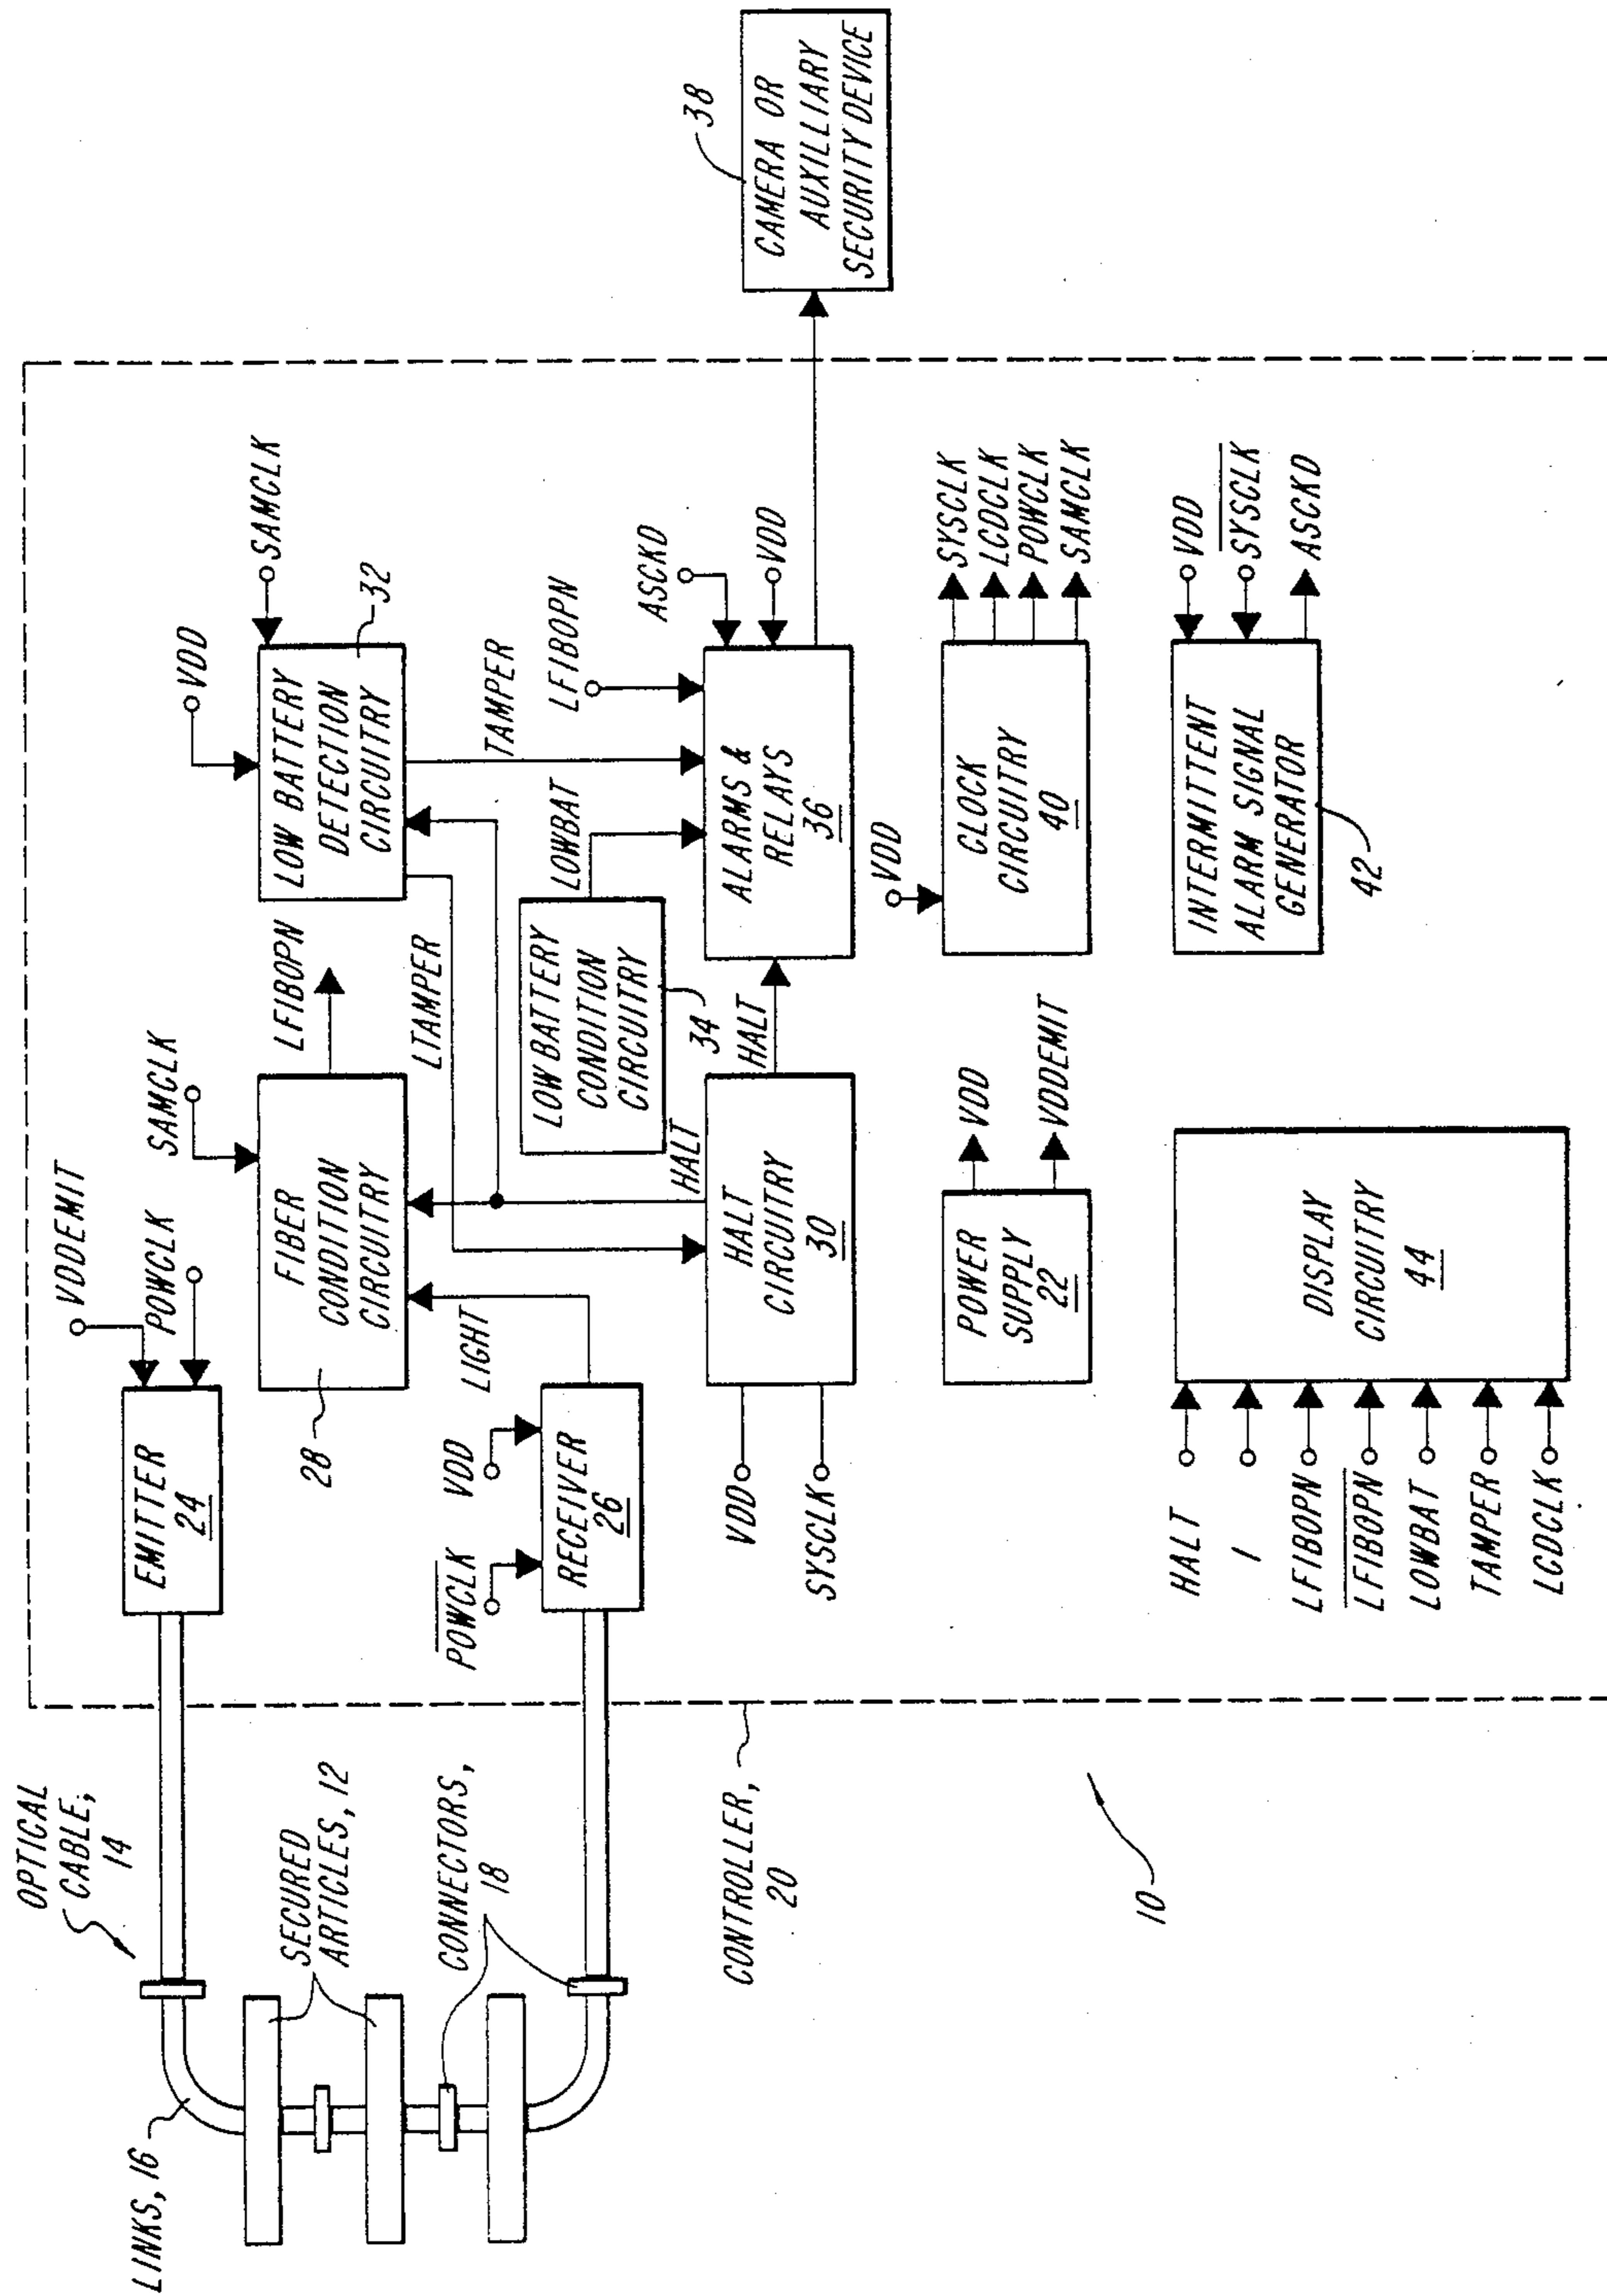 OPTICAL
CABLE,
14
LINKS, 16
SECURED
ARTICLES, 12
CONNECTORS,
18
CONTROLLER,
20
10
EMITTER
24
VDDEMIT
POWCLK
FIBER
CONDITION
CIRCUITRY
28
SAMCLK
LFIBOPN
LOW BATTERY
DETECTION
CIRCUITRY
32
VDD
SAMCLK
RECEIVER
26
P̅O̅W̅C̅L̅K̅
VDD
LIGHT
LTAMPER
TAMPER
LOW BATTERY
CONDITION
CIRCUITRY
34
LOWBAT
HALT
HALT
CIRCUITRY
30
VDD
SYSCLK
HALT
ALARMS &
RELAYS
36
LFIBOPN
ASCKD
VDD
CAMERA OR
AUXILLIARY
SECURITY DEVICE
38
POWER
SUPPLY
22
VDD
VDDEMIT
CLOCK
CIRCUITRY
40
VDD
SYSCLK
LCDCLK
POWCLK
SAMCLK
DISPLAY
CIRCUITRY
44
HALT
1
LFIBOPN
L̅F̅I̅B̅O̅P̅N̅
LOWBAT
TAMPER
LCDCLK
INTERMITTENT
ALARM SIGNAL
GENERATOR
42
VDD
S̅Y̅S̅C̅L̅K̅
ASCKD